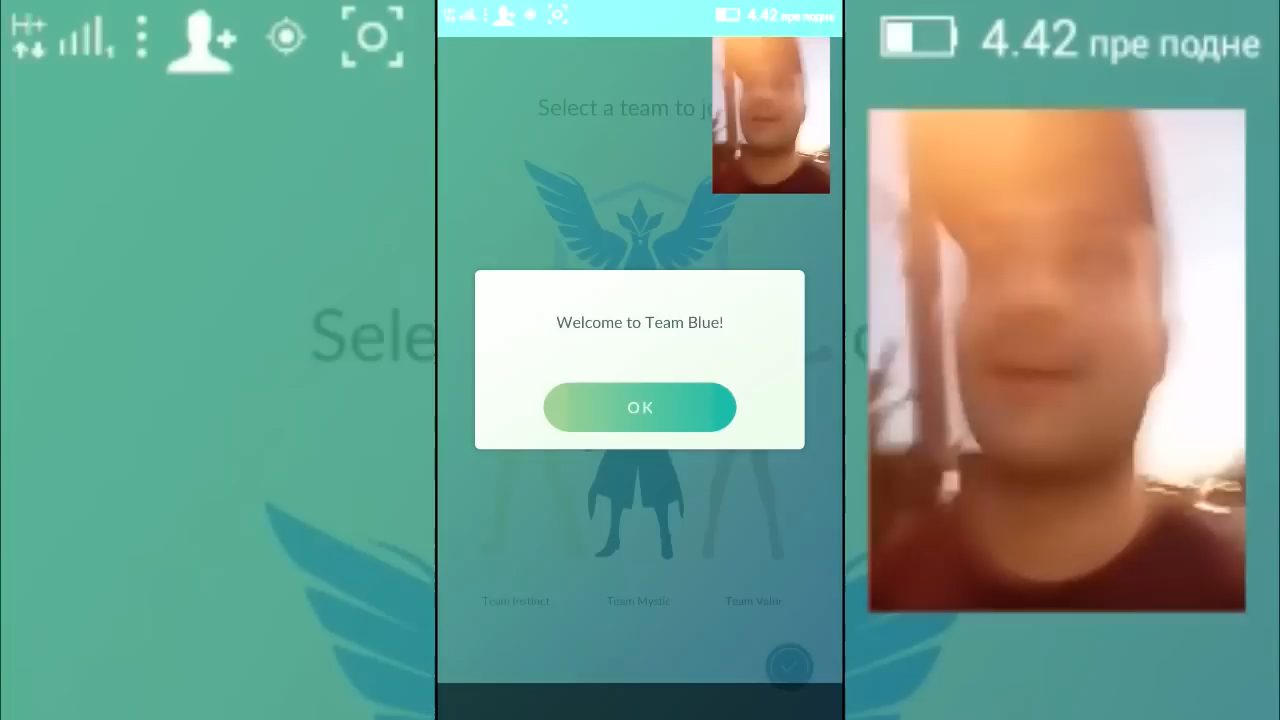 H+
4.42 пре подне
4.42 пре подне
Select a team to jo
Sele
Welcome to Team Blue!
OK
Team Instinct
Team Mystic
Team Valor